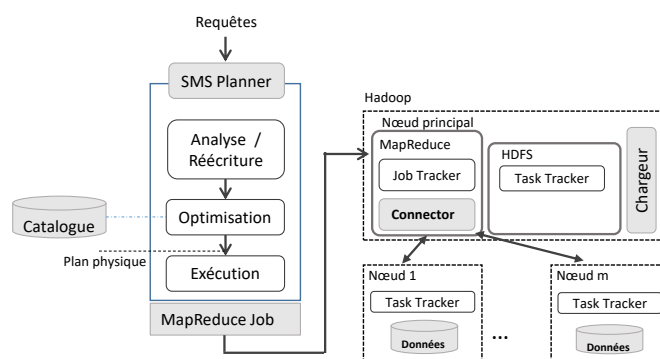 Requêtes
SMS Planner
Analyse /
Réécriture
Optimisation
Catalogue
Plan physique
Exécution
MapReduce Job
Hadoop
Nœud principal
MapReduce
Job Tracker
Connector
HDFS
Task Tracker
Chargeur
Nœud 1
Task Tracker
Données
...
Nœud m
Task Tracker
Données